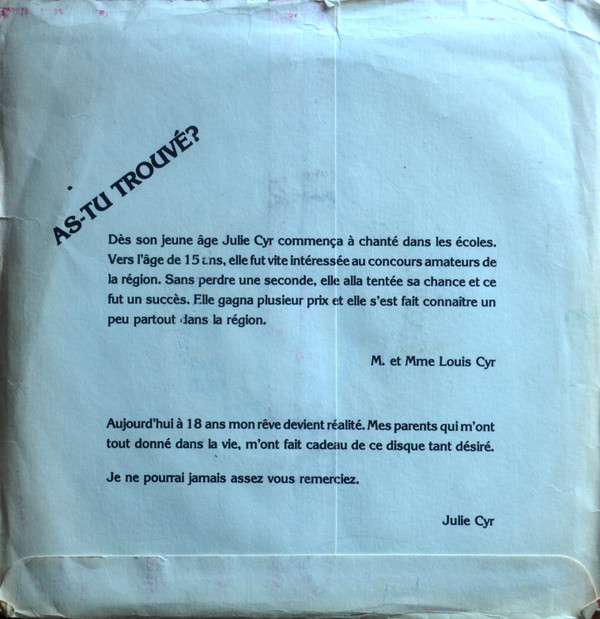 AS-TU TROUVÉ?
Dès son jeune âge Julie Cyr commença à chanté dans les écoles.
Vers l'âge de 15 ans, elle fut vite intéressée au concours amateurs de
la région. Sans perdre une seconde, elle alla tentée sa chance et ce
fut un succès. Elle gagna plusieur prix et elle s'est fait connaître un
peu partout dans la région.
M. et Mme Louis Cyr
Aujourd'hui à 18 ans mon rêve devient réalité. Mes parents qui m'ont
tout donné dans la vie, m'ont fait cadeau de ce disque tant désiré.
Je ne pourrai jamais assez vous remerciez.
Julie Cyr